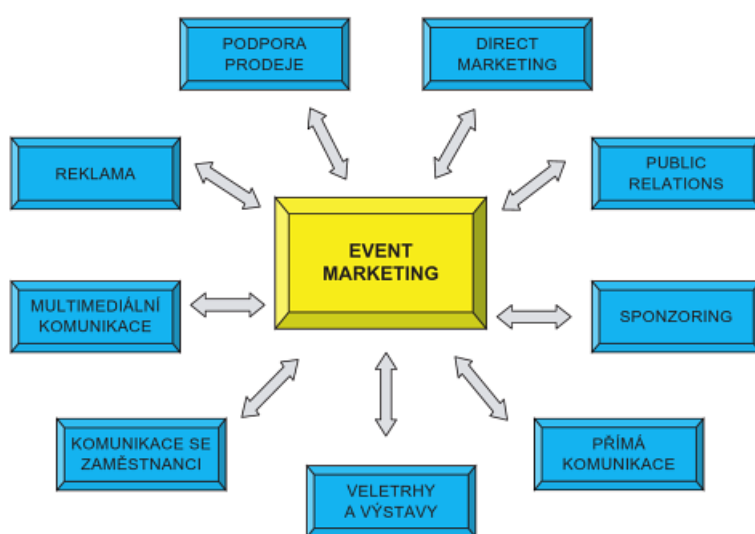 PODPORA
PRODEJE
DIRECT
MARKETING
REKLAMA
PUBLIC
RELATIONS
EVENT
MARKETING
MULTIMEDIÁLNÍ
KOMUNIKACE
SPONZORING
KOMUNIKACE SE
ZAMĚSTNANCI
PŘÍMÁ
KOMUNIKACE
VELETRHY
A VÝSTAVY